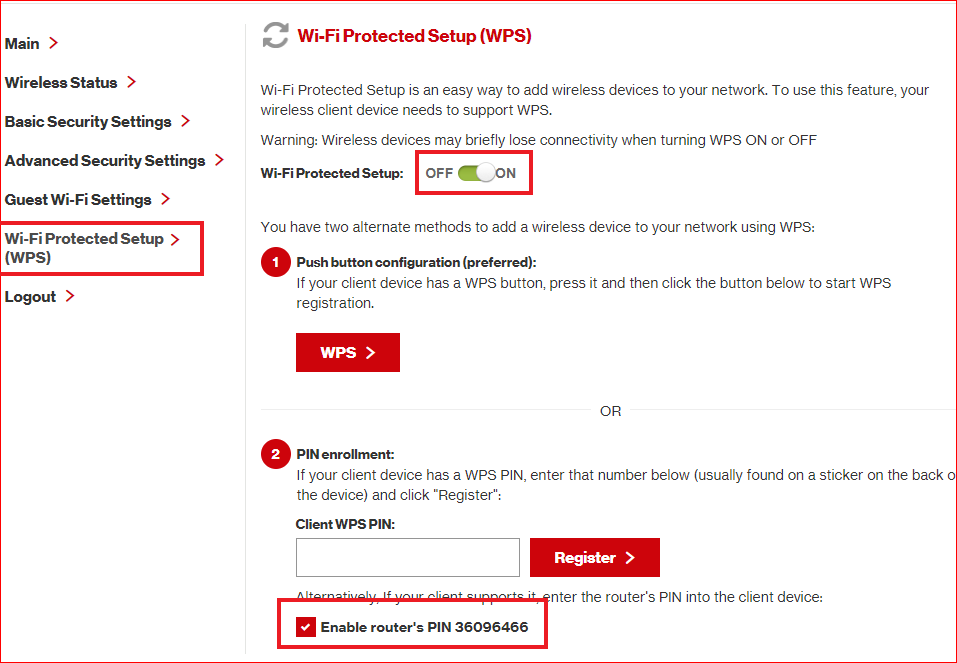 Main
Wireless Status
Basic Security Settings
Advanced Security Settings
Guest Wi-Fi Settings
Wi-Fi Protected Setup
(WPS)
Logout
Wi-Fi Protected Setup (WPS)
Wi-Fi Protected Setup is an easy way to add wireless devices to your network. To use this feature, your
wireless client device needs to support WPS.
Warning: Wireless devices may briefly lose connectivity when turning WPS ON or OFF
Wi-Fi Protected Setup: OFF ON
You have two alternate methods to add a wireless device to your network using WPS:
1 Push button configuration (preferred):
If your client device has a WPS button, press it and then click the button below to start WPS
registration.
WPS
OR
2 PIN enrollment:
If your client device has a WPS PIN, enter that number below (usually found on a sticker on the back o
the device) and click "Register":
Client WPS PIN:
Register
Alternatively, If your client supports it, enter the router's PIN into the client device:
Enable router's PIN 36096466